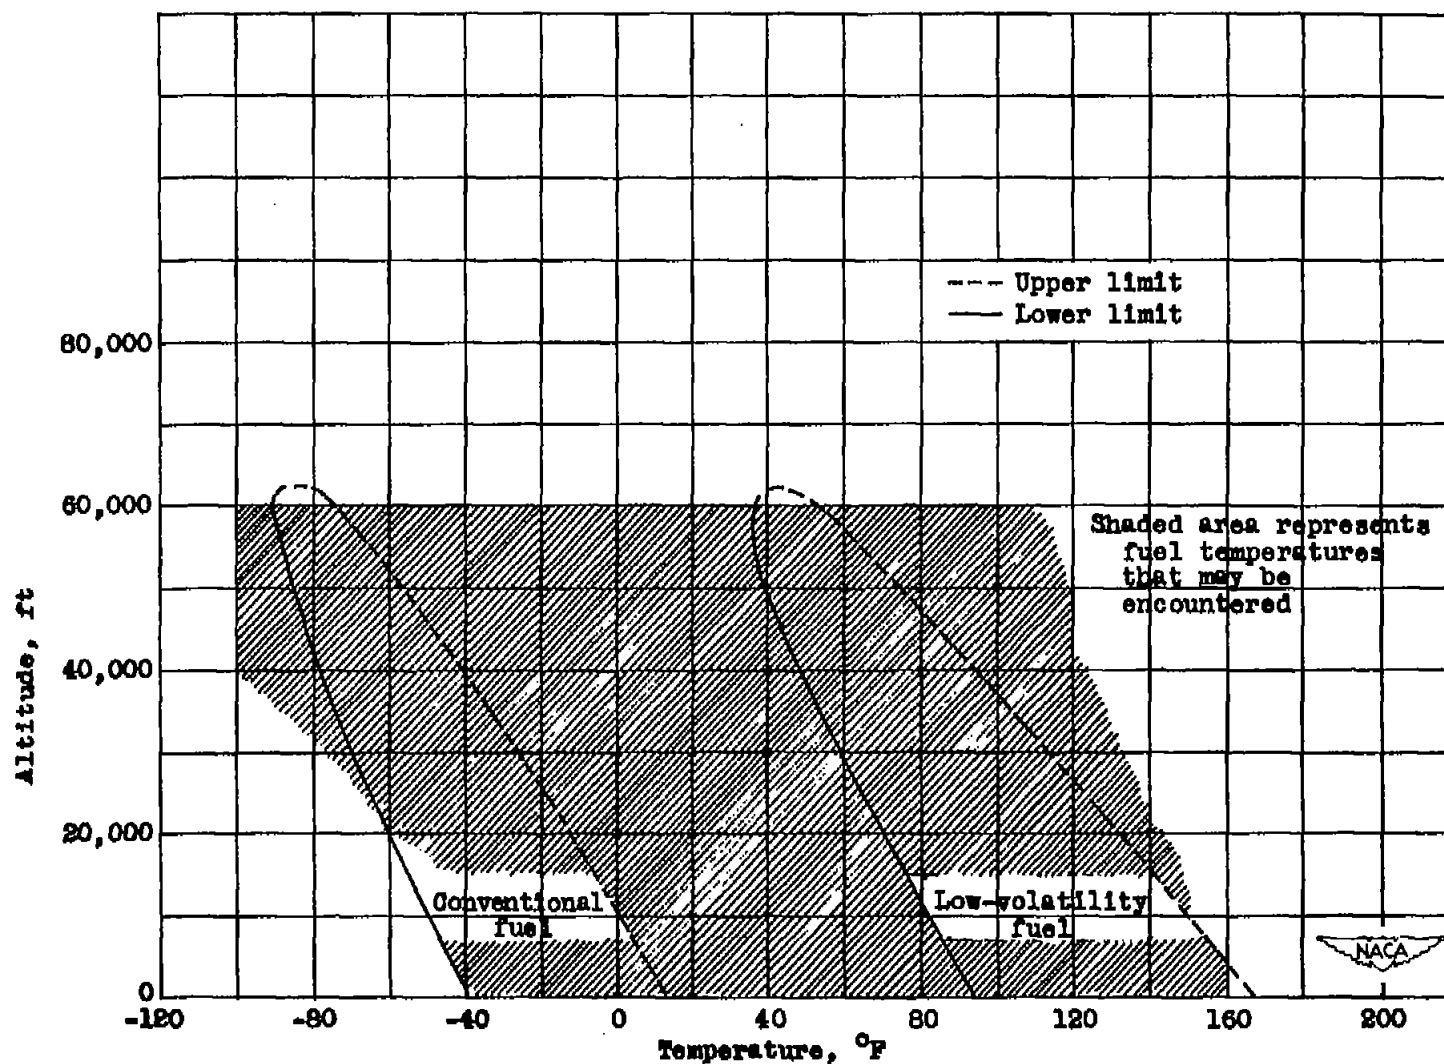 --- Upper limit
— Lower limit
80,000
60,000
Shaded area represents
fuel temperatures
that may be
encountered
Altitude, ft
40,000
20,000
Conventional
fuel
Low-volatility
fuel
NACA
0
-120 -80 -40 0 40 80 120 160 200
Temperature, °F